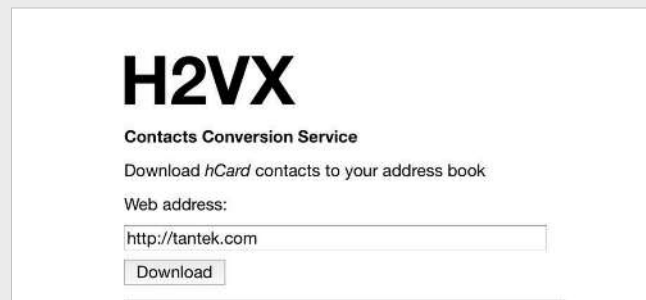 H2VX
Contacts Conversion Service
Download hCard contacts to your address book
Web address:
http://tantek.com
Download